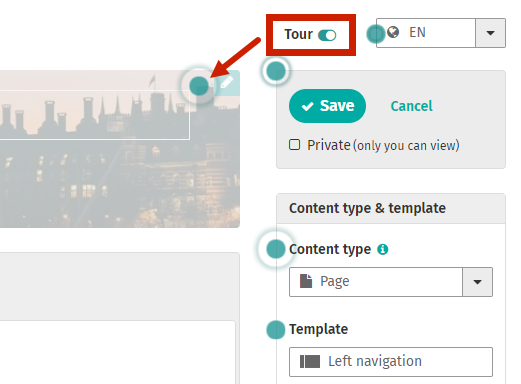 Tour
EN
Save
Cancel
Private (only you can view)
Content type & template
Content type
Page
Template
Left navigation